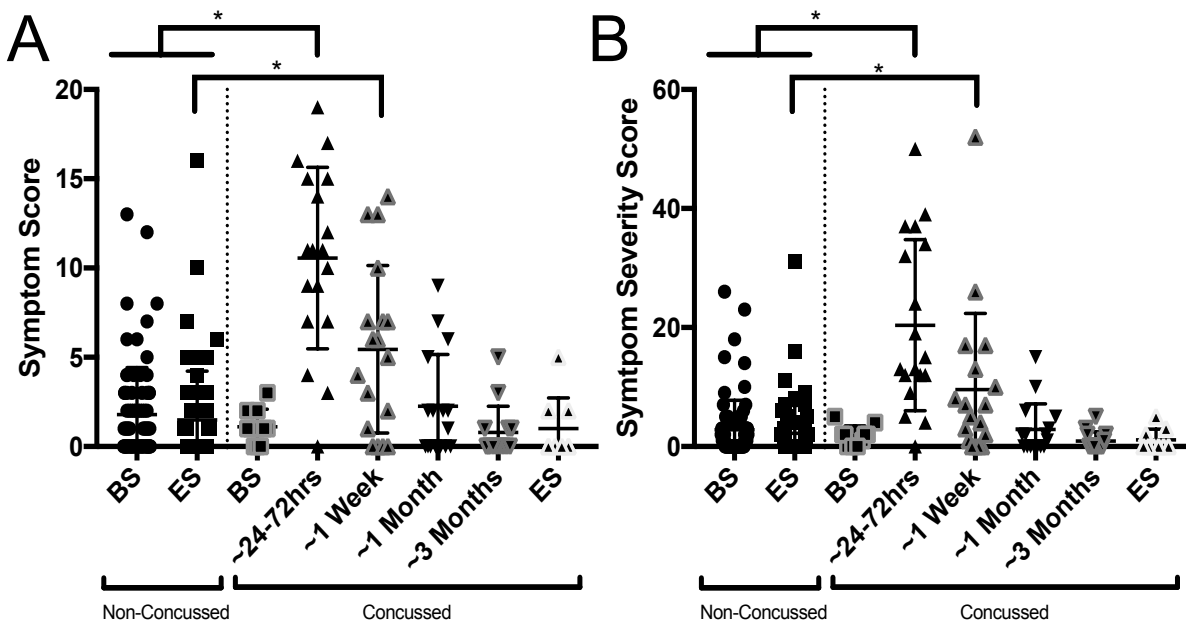 A
*
*
Symptom Score
20
15
10
5
0
BS
ES
BS
~24-72hrs
~1 Week
~1 Month
~3 Months
ES
Non-Concussed
Concussed
B
*
*
Symtpom Severity Score
60
40
20
0
BS
ES
BS
~24-72hrs
~1 Week
~1 Month
~3 Months
ES
Non-Concussed
Concussed